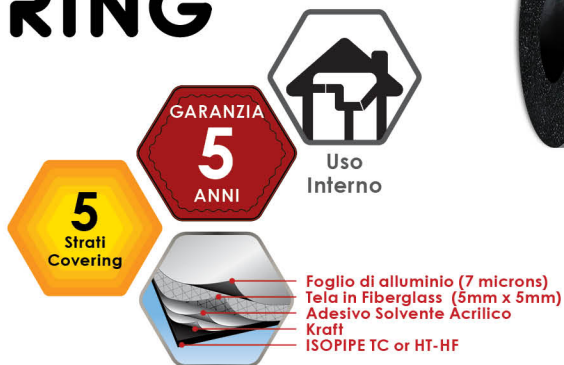 RING
GARANZIA
5
ANNI
Uso
Interno
5
Strati
Covering
Foglio di alluminio (7 microns)
Tela in Fiberglass (5mm x 5mm)
Adesivo Solvente Acrilico
Kraft
ISOPIPE TC or HT-HF